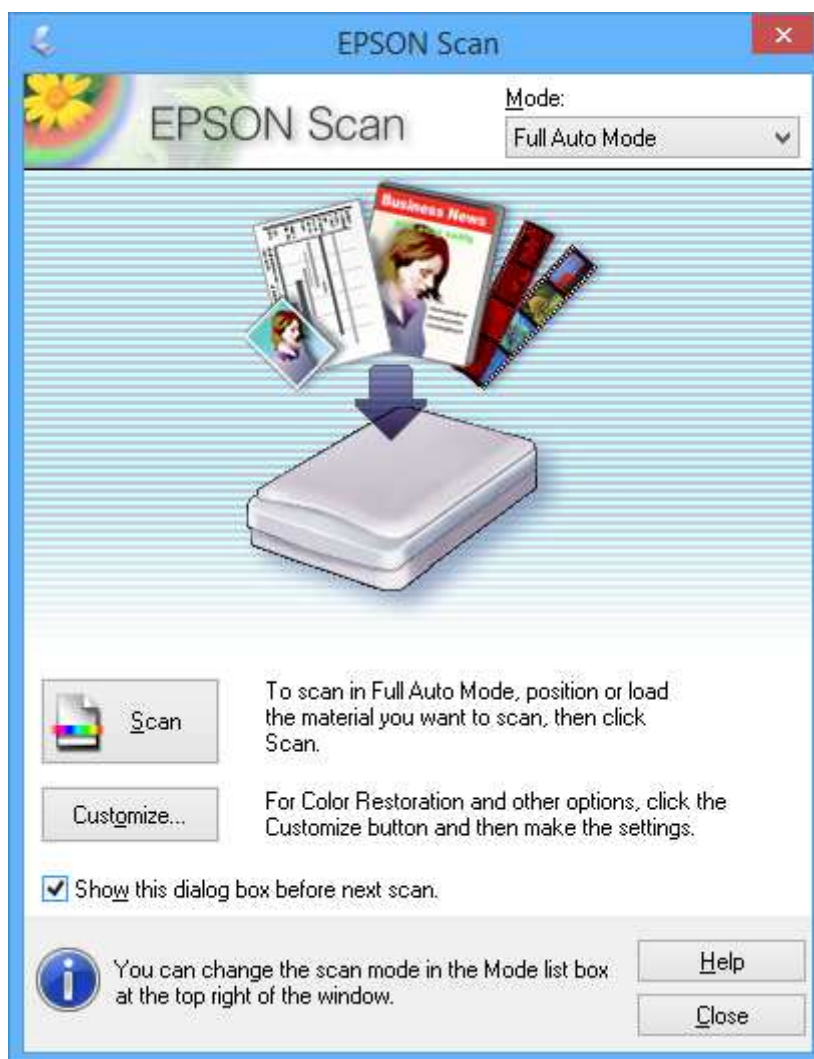 EPSON Scan
EPSON Scan
Mode:
Full Auto Mode
Business News
Scan
To scan in Full Auto Mode, position or load
the material you want to scan, then click
Scan.
Customize...
For Color Restoration and other options, click the
Customize button and then make the settings.
Show this dialog box before next scan.
You can change the scan mode in the Mode list box
at the top right of the window.
Help
Close